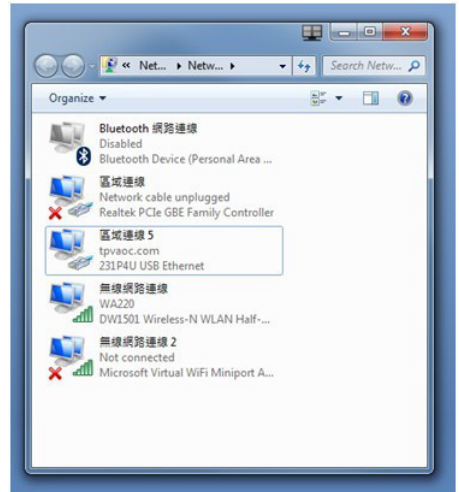 « Net... Netw...
Search Netw...
Organize
Bluetooth 網路連線
Disabled
Bluetooth Device (Personal Area ...
區域連線
Network cable unplugged
Realtek PCIe GBE Family Controller
區域連線 5
tpvaoc.com
231P4U USB Ethernet
無線網路連線
WA220
DW1501 Wireless-N WLAN Half-...
無線網路連線 2
Not connected
Microsoft Virtual WiFi Miniport A...